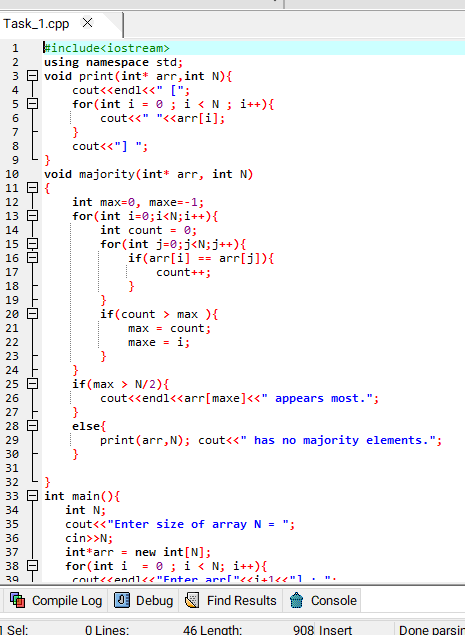 Task_1.cpp
1 #include<iostream>
2 using namespace std;
3 void print(int* arr,int N){
4 cout<<endl<<" [";
5 for(int i = 0 ; i < N ; i++){
6 cout<<" "<<arr[i];
7 }
8 cout<<"] ";
9 }
10 void majority(int* arr, int N)
11 {
12 int max=0, maxe=-1;
13 for(int i=0;i<N;i++){
14 int count = 0;
15 for(int j=0;j<N;j++){
16 if(arr[i] == arr[j]){
17 count++;
18 }
19 }
20 if(count > max ){
21 max = count;
22 maxe = i;
23 }
24 }
25 if(max > N/2){
26 cout<<endl<<arr[maxe]<<" appears most.";
27 }
28 else{
29 print(arr,N); cout<<" has no majority elements.";
30 }
31
32 }
33 int main(){
34 int N;
35 cout<<"Enter size of array N = ";
36 cin>>N;
37 int*arr = new int[N];
38 for(int i  = 0 ; i < N; i++){
39 cout<<endl<<"Enter arr["<<i+1<<"] : ";
Compile Log Debug Find Results Console
Sel: 0 Lines: 46 Length: 908 Insert Done parsin